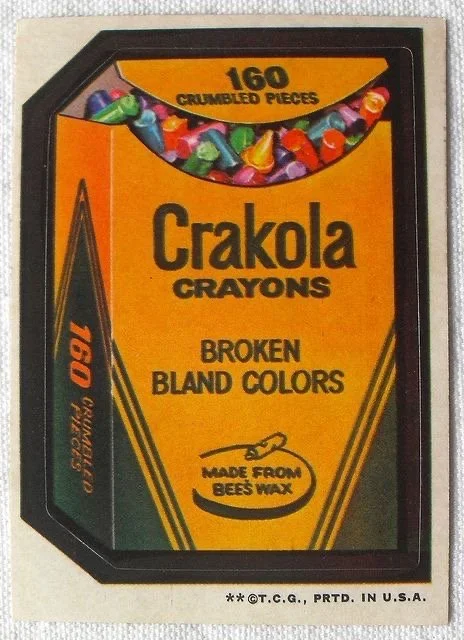 160
CRUMBLED PIECES
Crakola
CRAYONS
BROKEN
BLAND COLORS
160
CRUMBLED
PIECES
MADE FROM
BEE'S WAX
**©T.C.G., PRTD. IN U.S.A.